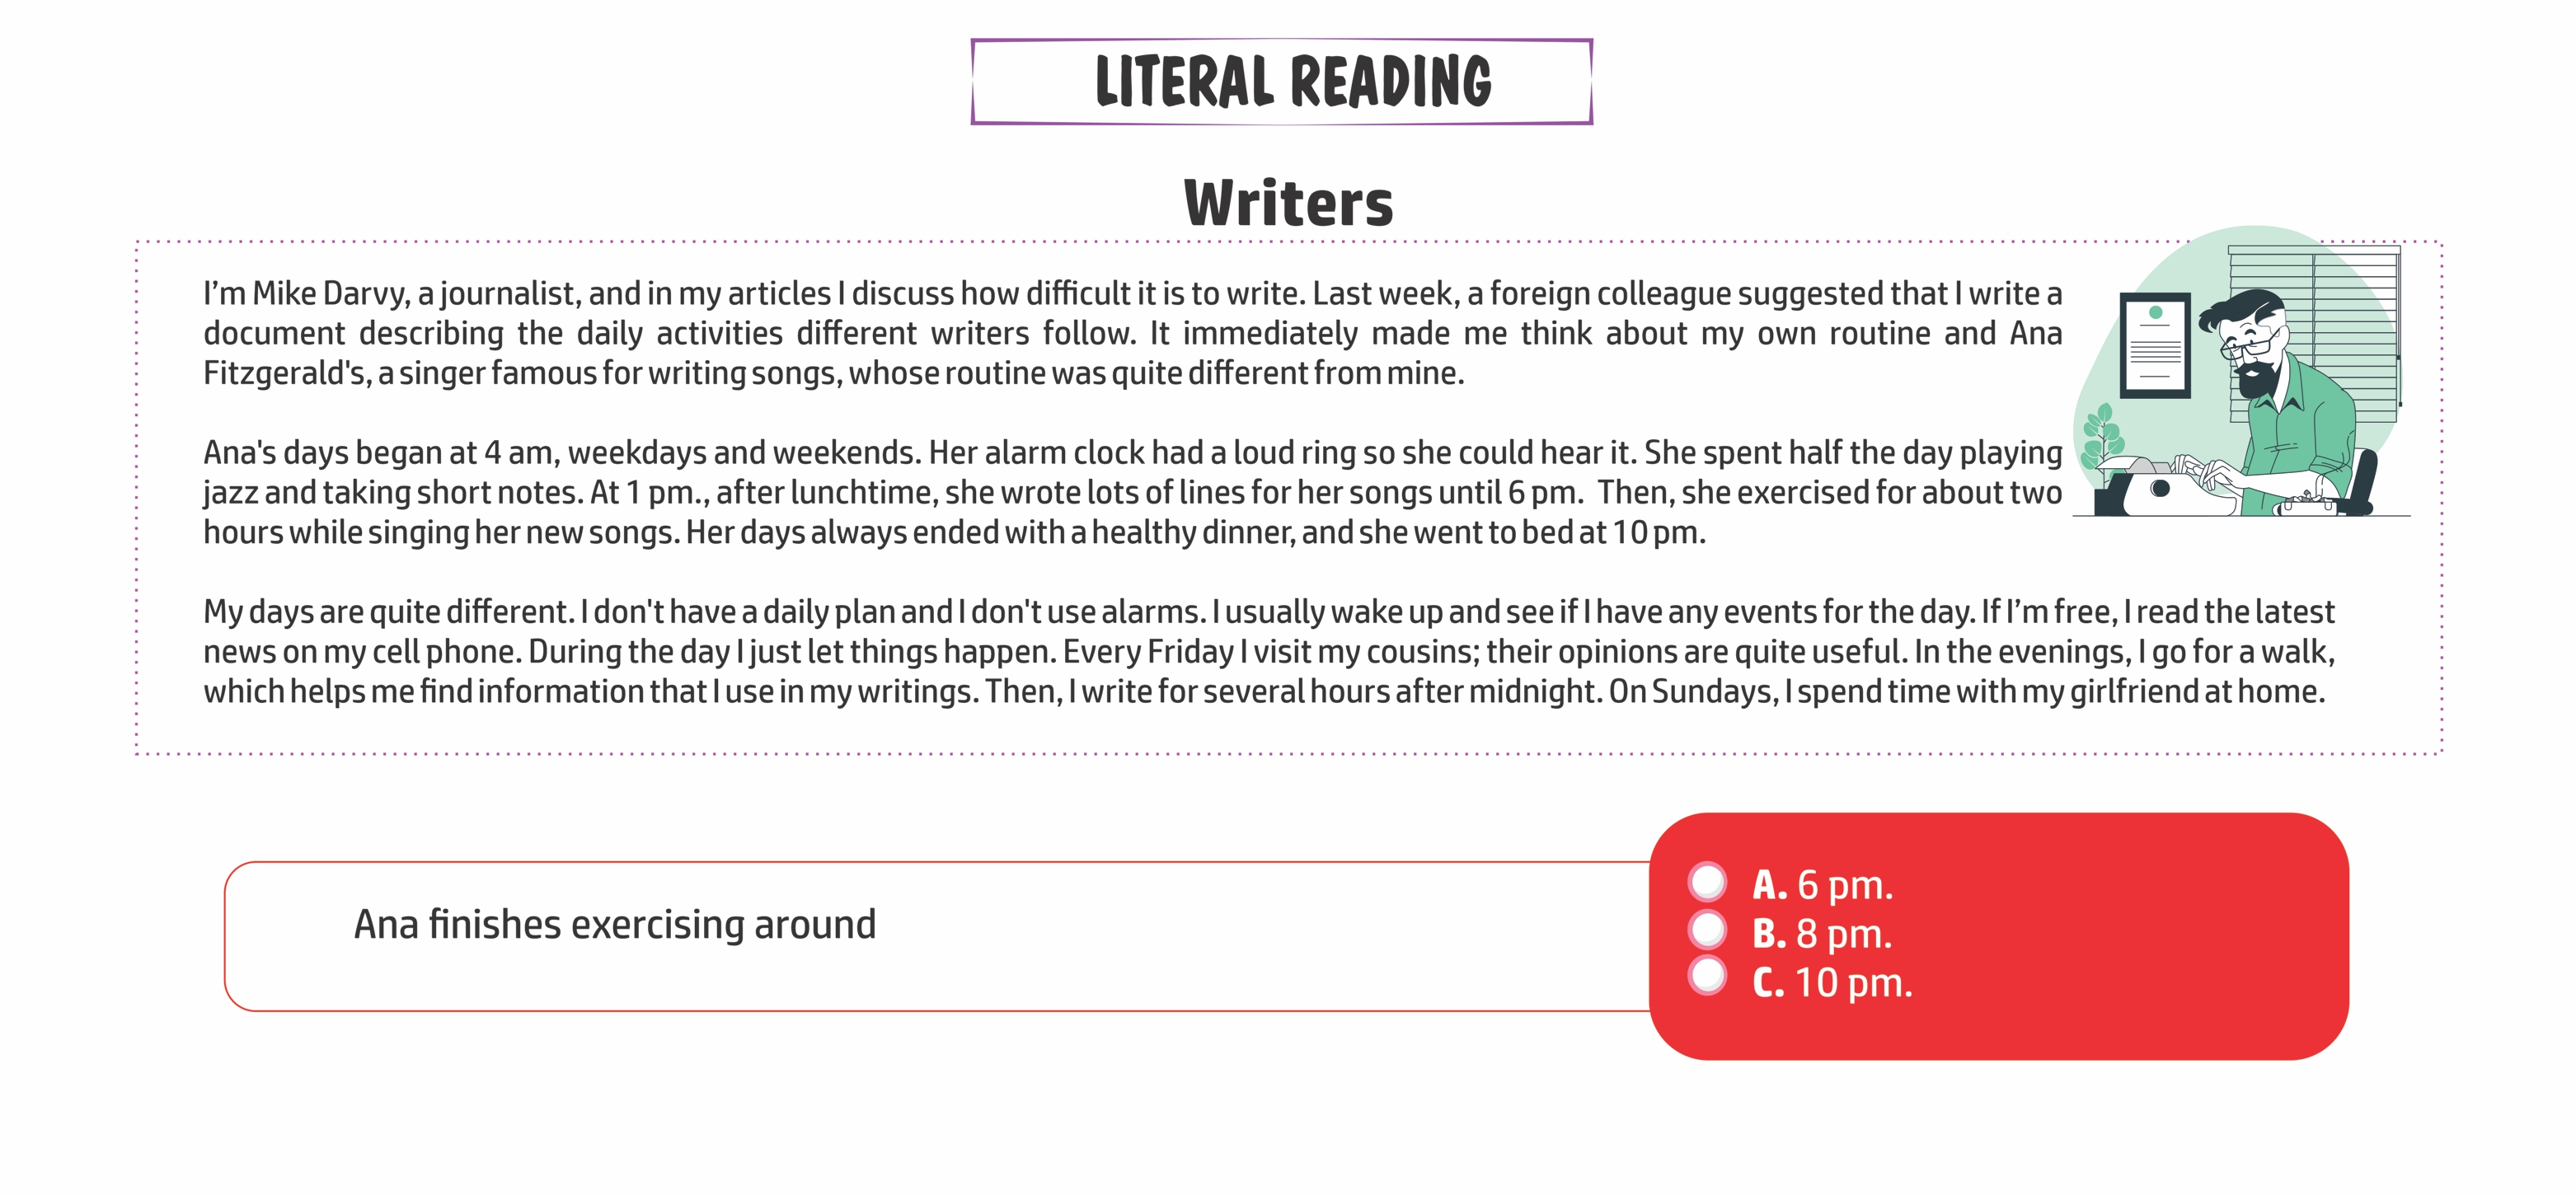 LITERAL READING
Writers
I'm Mike Darvy, a journalist, and in my articles I discuss how difficult it is to write. Last week, a foreign colleague suggested that I write a
document describing the daily activities different writers follow. It immediately made me think about my own routine and Ana
Fitzgerald's, a singer famous for writing songs, whose routine was quite different from mine.
Ana's days began at 4 am, weekdays and weekends. Her alarm clock had a loud ring so she could hear it. She spent half the day playing
jazz and taking short notes. At 1 pm., after lunchtime, she wrote lots of lines for her songs until 6 pm. Then, she exercised for about two
hours while singing her new songs. Her days always ended with a healthy dinner, and she went to bed at 10 pm.
My days are quite different. I don't have a daily plan and I don't use alarms. I usually wake up and see if I have any events for the day. If I'm free, I read the latest
news on my cell phone. During the day I just let things happen. Every Friday I visit my cousins; their opinions are quite useful. In the evenings, I go for a walk,
which helps me find information that I use in my writings. Then, I write for several hours after midnight. On Sundays, I spend time with my girlfriend at home.
Ana finishes exercising around
A. 6 pm.
B. 8 pm.
C. 10 pm.